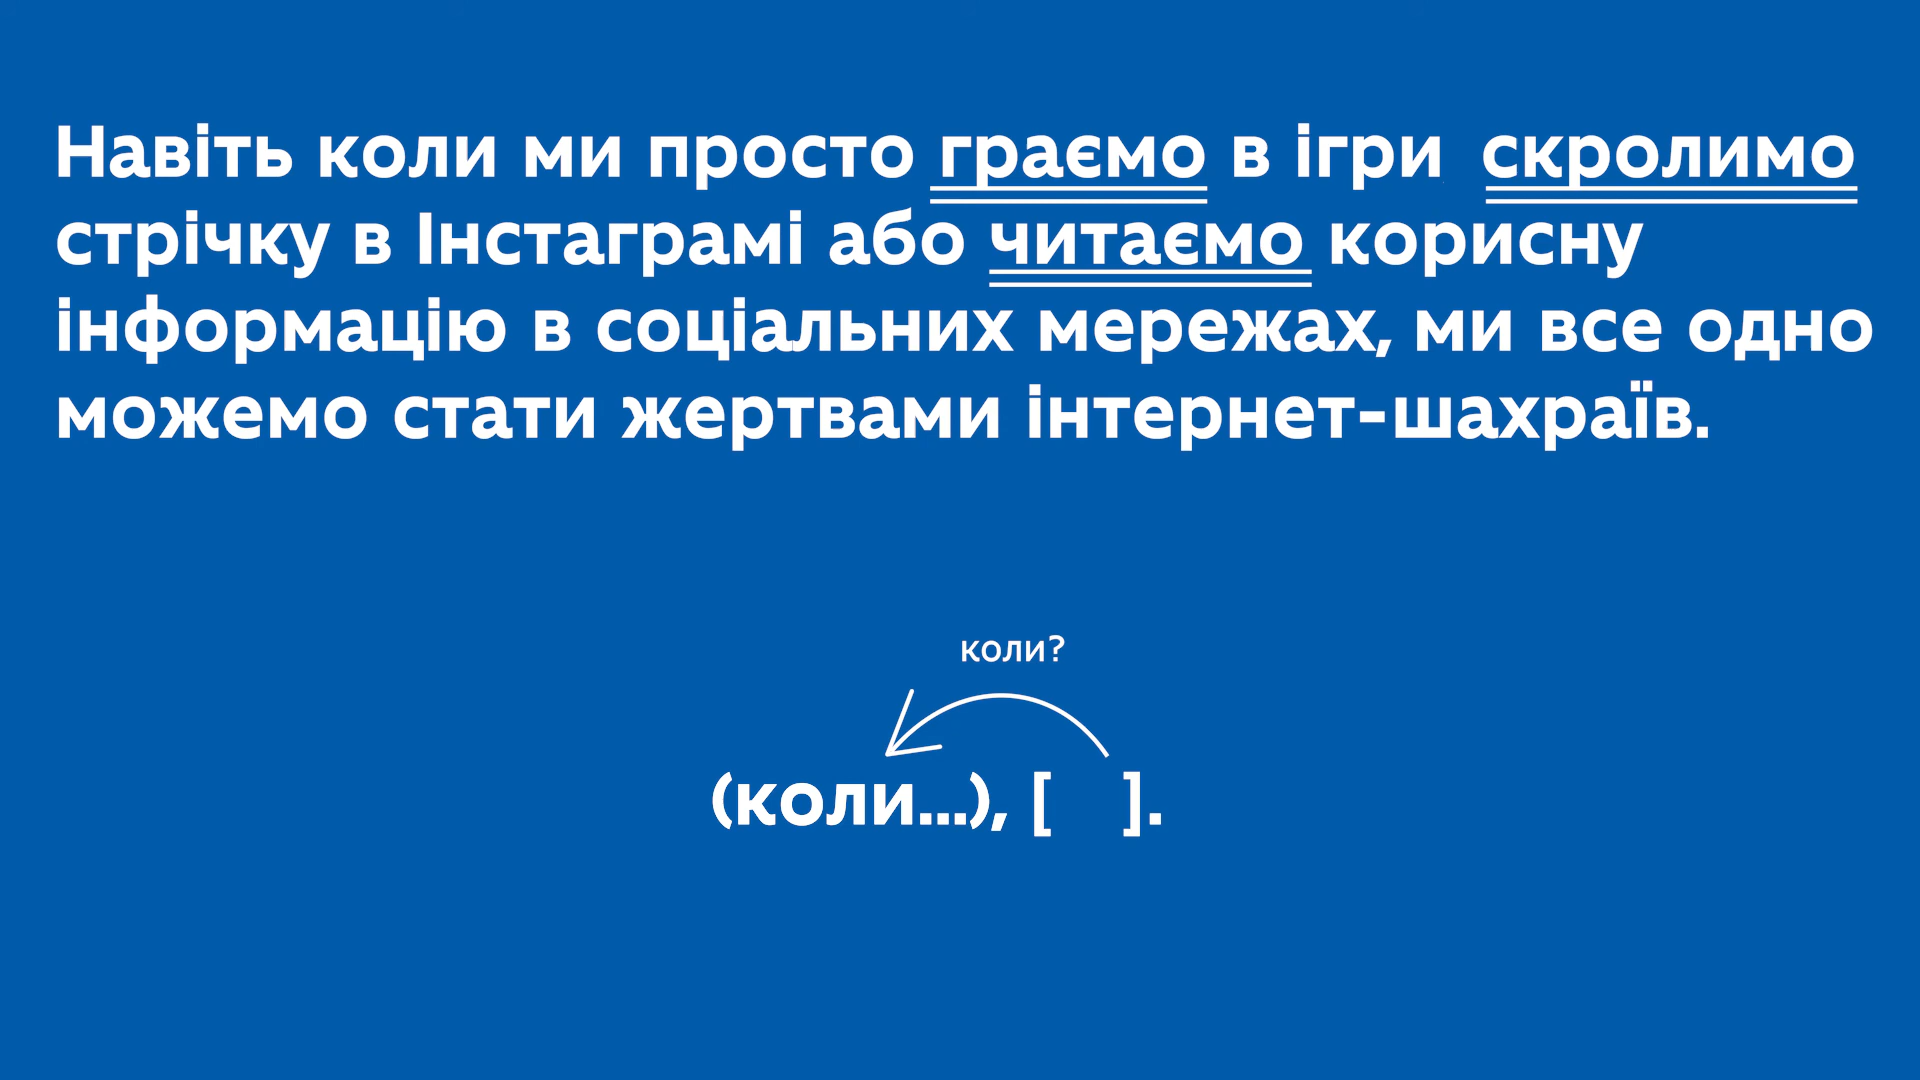 Навіть коли ми просто граємо в ігри скролимо
стрічку в Інстаграмі або читаємо корисну
інформацію в соціальних мережах, ми все одно
можемо стати жертвами інтернет-шахраїв.
коли?
(коли...), [ ].